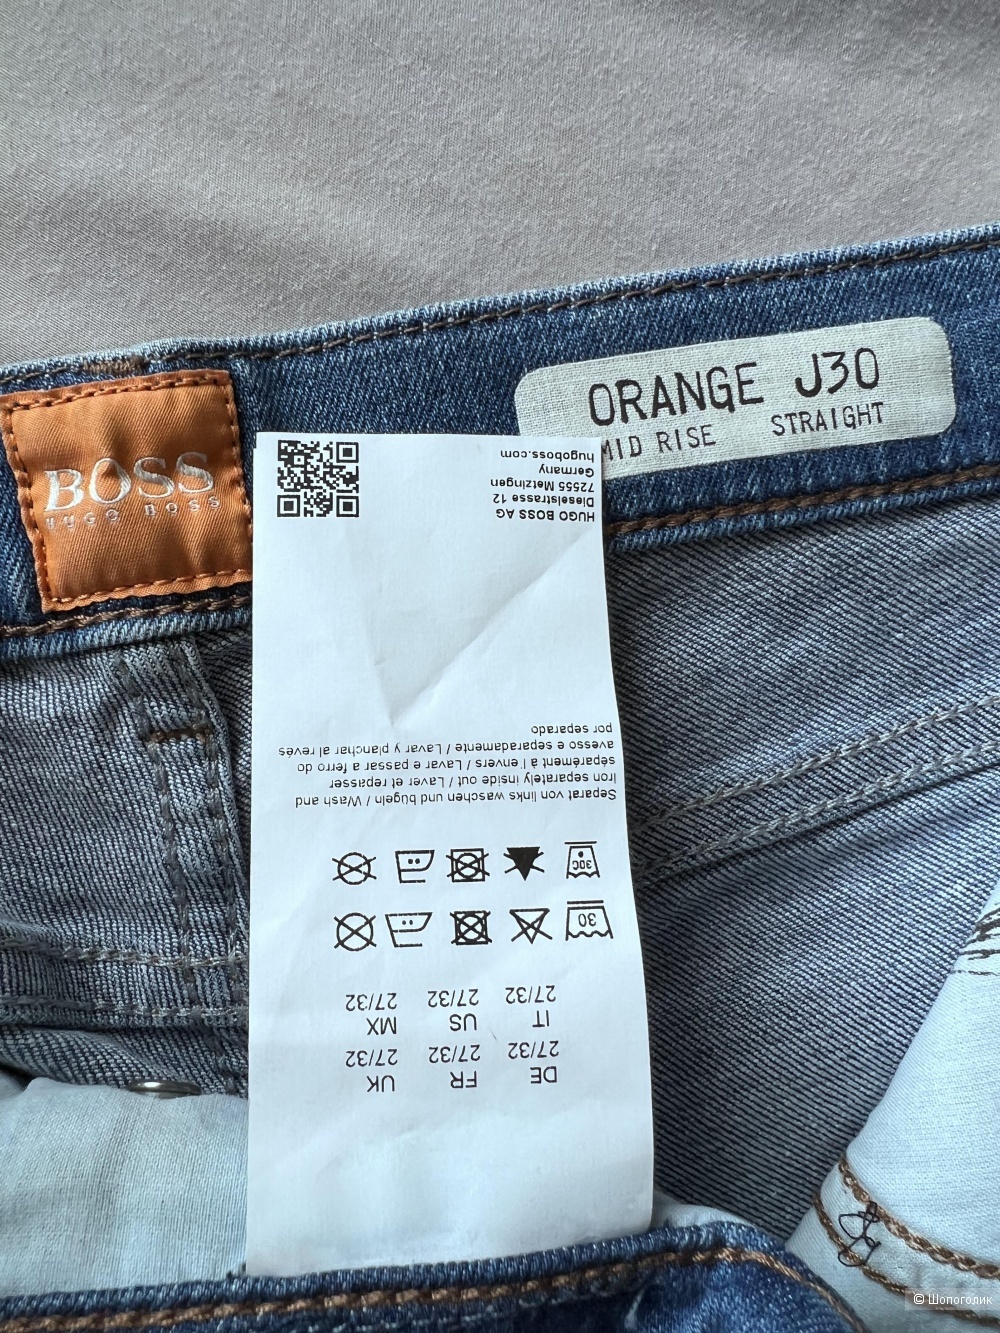 ORANGE J30
MID RISE STRAIGHT
BOSS
HUGO BOSS
DE FR UK
27/32 27/32 27/32
IT US MX
27/32 27/32 27/32
30
30C
Separat von links waschen und bügeln / Wash and
Iron separately inside out / Laver et repasser
séparément à l'envers / Lavar e passar a ferro do
avesso e separadamente / Lavar y planchar al revés
por separado
HUGO BOSS AG
Dieselstrasse 12
72555 Metzingen
Germany
hugoboss.com
© Шопоголик